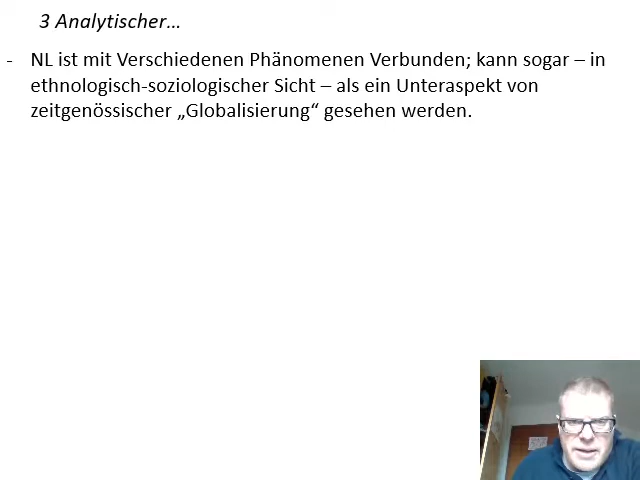 3 Analytischer…
- NL ist mit Verschiedenen Phänomenen Verbunden; kann sogar – in
ethnologisch-soziologischer Sicht – als ein Unteraspekt von
zeitgenössischer „Globalisierung“ gesehen werden.